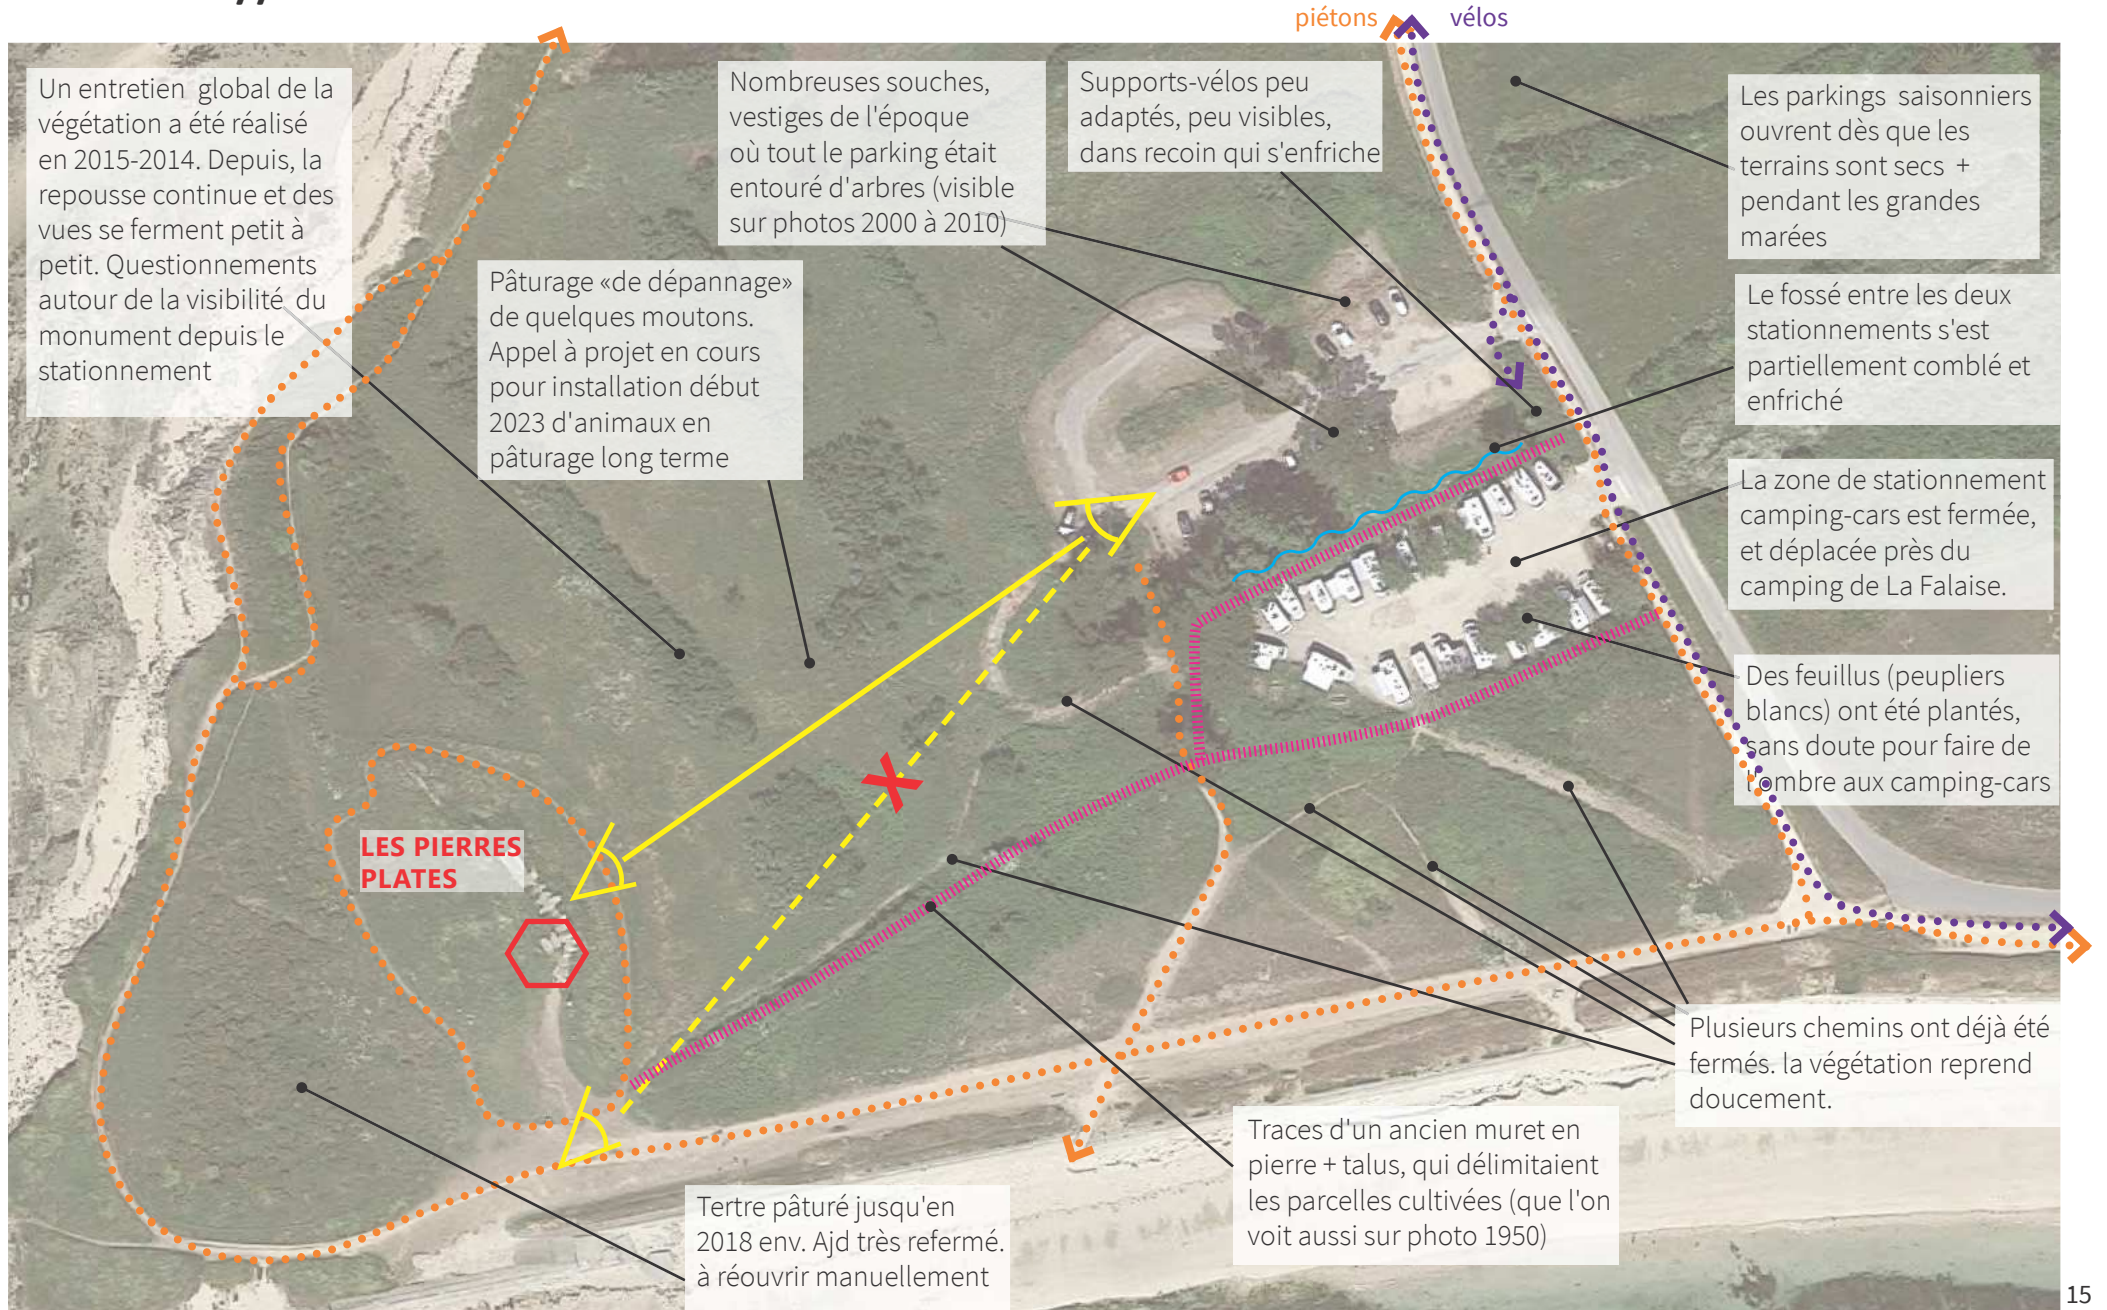 piétons
vélos
Un entretien global de la
végétation a été réalisé
en 2015-2014. Depuis, la
repousse continue et des
vues se ferment petit à
petit. Questionnements
autour de la visibilité du
monument depuis le
stationnement
Pâturage «de dépannage»
de quelques moutons.
Appel à projet en cours
pour installation début
2023 d'animaux en
pâturage long terme
Nombreuses souches,
vestiges de l'époque
où tout le parking était
entouré d'arbres (visible
sur photos 2000 à 2010)
Supports-vélos peu
adaptés, peu visibles,
dans recoin qui s'enfriche
Les parkings saisonniers
ouvrent dès que les
terrains sont secs +
pendant les grandes
marées
Le fossé entre les deux
stationnements s'est
partiellement comblé et
enfriché
La zone de stationnement
camping-cars est fermée,
et déplacée près du
camping de La Falaise.
Des feuillus (peupliers
blancs) ont été plantés,
sans doute pour faire de
l'ombre aux camping-cars
LES PIERRES
PLATES
Plusieurs chemins ont déjà été
fermés. la végétation reprend
doucement.
Traces d'un ancien muret en
pierre + talus, qui délimitaient
les parcelles cultivées (que l'on
voit aussi sur photo 1950)
Tertre pâturé jusqu'en
2018 env. Ajd très refermé.
à réouvrir manuellement
15